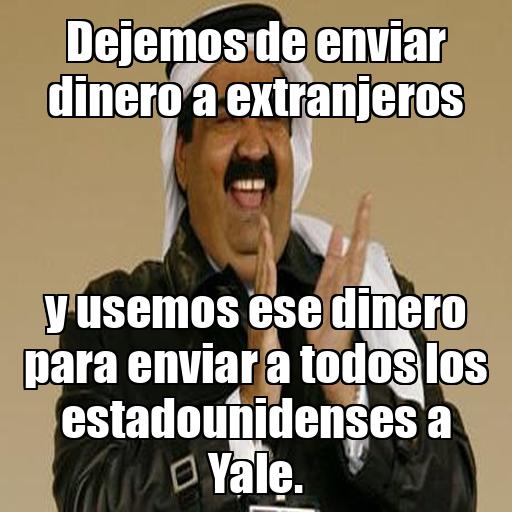 Dejemos de enviar
dinero a extranjeros
y usemos ese dinero
para enviar a todos los
estadounidenses a
Yale.